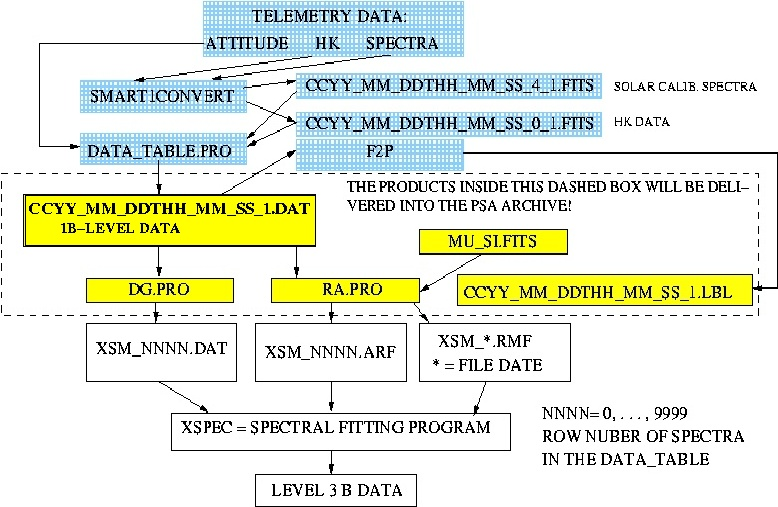 TELEMETRY DATA:
ATTITUDE HK SPECTRA
SMART1CONVERT
CCYY_MM_DDTHH_MM_SS_4_1.FITS
SOLAR CALIB. SPECTRA
CCYY_MM_DDTHH_MM_SS_0_1.FITS
HK DATA
DATA_TABLE.PRO
F2P
THE PRODUCTS INSIDE THIS DASHED BOX WILL BE DELI–
VERED INTO THE PSA ARCHIVE!
CCYY_MM_DDTHH_MM_SS_1.DAT
1B–LEVEL DATA
MU_SI.FITS
DG.PRO
RA.PRO
CCYY_MM_DDTHH_MM_SS_1.LBL
XSM_NNNN.DAT
XSM_NNNN.ARF
XSM_*.RMF
* = FILE DATE
XSPEC = SPECTRAL FITTING PROGRAM
NNNN= 0, . . . , 9999
ROW NUBER OF SPECTRA
IN THE DATA_TABLE
LEVEL 3 B DATA